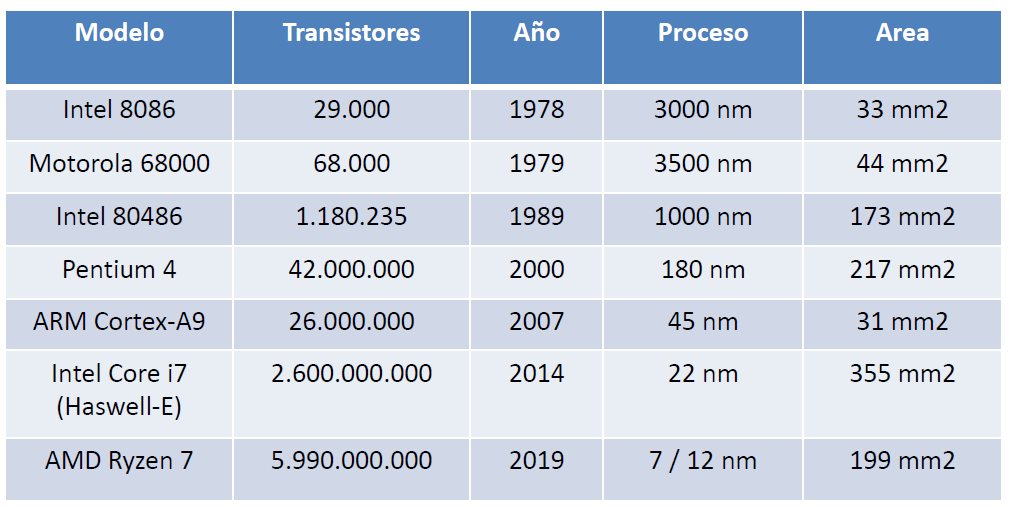 Modelo Transistores Año Proceso Area
Intel 8086 29.000 1978 3000 nm 33 mm2
Motorola 68000 68.000 1979 3500 nm 44 mm2
Intel 80486 1.180.235 1989 1000 nm 173 mm2
Pentium 4 42.000.000 2000 180 nm 217 mm2
ARM Cortex-A9 26.000.000 2007 45 nm 31 mm2
Intel Core i7 2.600.000.000 2014 22 nm 355 mm2
(Haswell-E)
AMD Ryzen 7 5.990.000.000 2019 7 / 12 nm 199 mm2